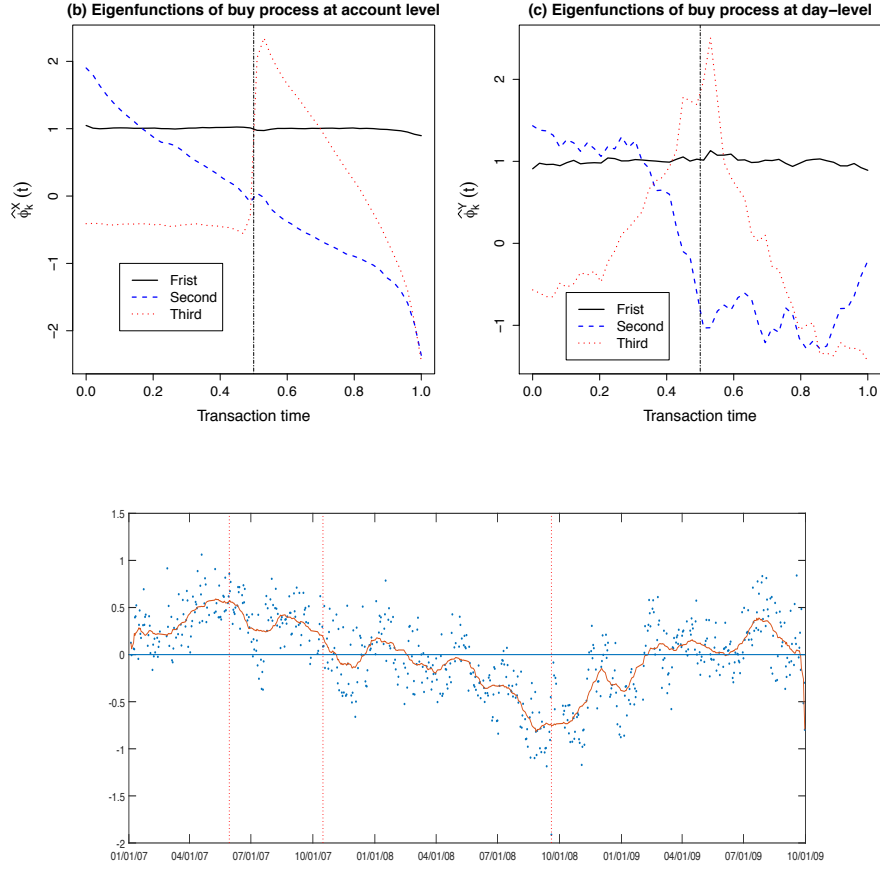 (b) Eigenfunctions of buy process at account level
(c) Eigenfunctions of buy process at day−level
2
1
0
−1
−2
ϕ̂ₖˣ (t)
Frist
Second
Third
0.0 0.2 0.4 0.6 0.8 1.0
Transaction time
2
1
0
−1
ϕ̂ₖʸ (t)
Frist
Second
Third
0.0 0.2 0.4 0.6 0.8 1.0
Transaction time
1.5
1
0.5
0
-0.5
-1
-1.5
-2
01/01/07 04/01/07 07/01/07 10/01/07 01/01/08 04/01/08 07/01/08 10/01/08 01/01/09 04/01/09 07/01/09 10/01/09